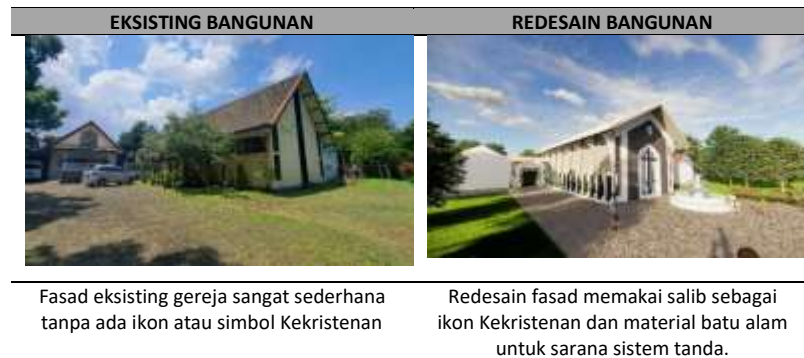 EKSISTING BANGUNAN
REDESAIN BANGUNAN
Fasad eksisting gereja sangat sederhana
tanpa ada ikon atau simbol Kekristenan
Redesain fasad memakai salib sebagai
ikon Kekristenan dan material batu alam
untuk sarana sistem tanda.